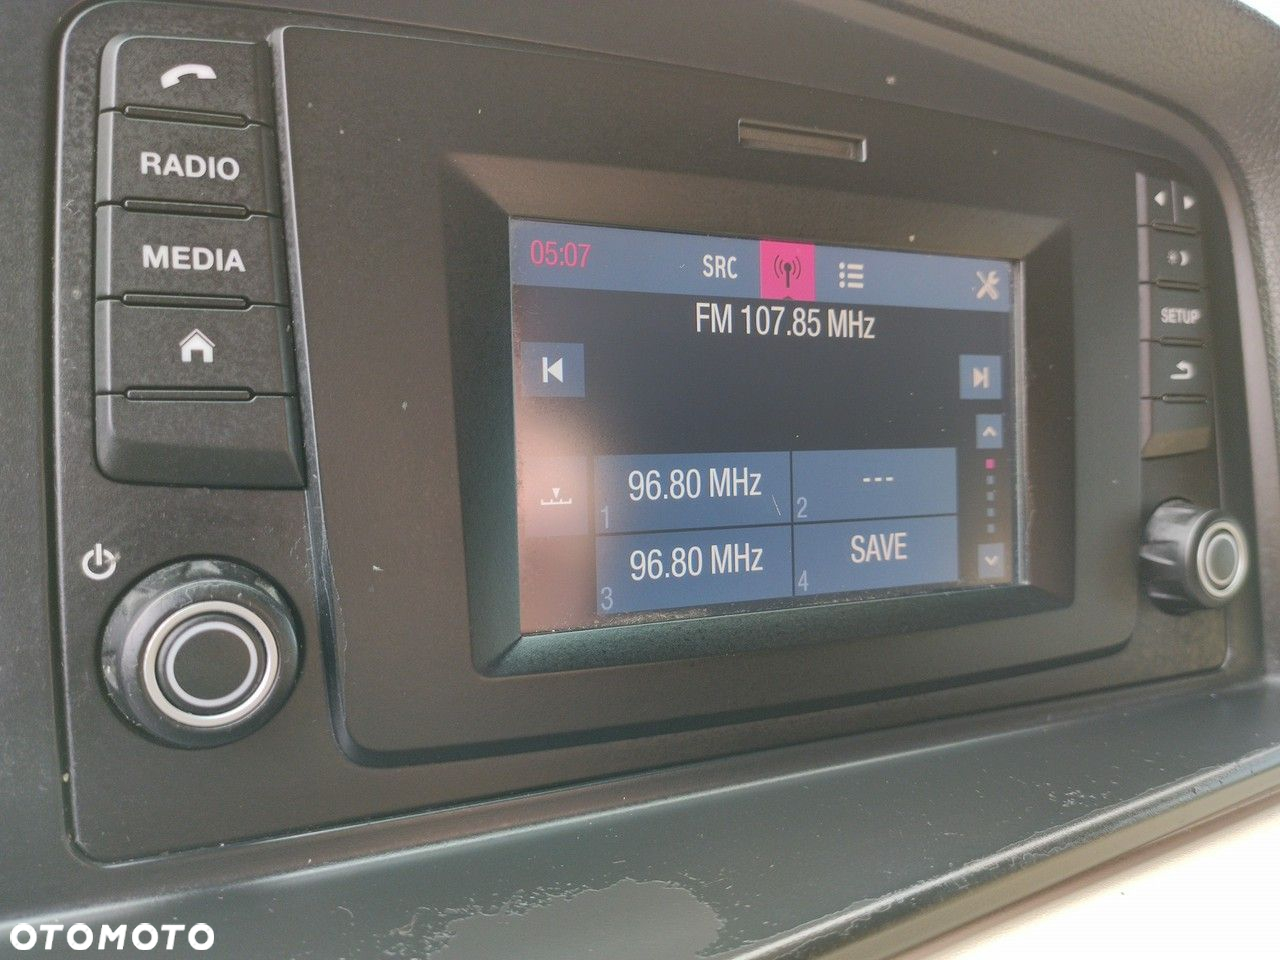 RADIO
MEDIA
05:07
SRC
FM 107.85 MHz
96.80 MHz
1
---
2
96.80 MHz
3
SAVE
4
SETUP
OTOMOTO